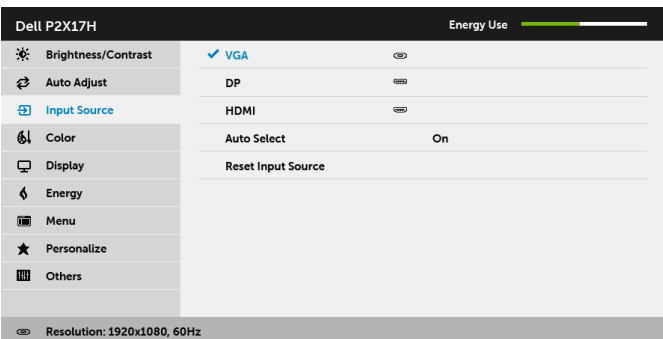 Dell P2X17H Energy Use
Brightness/Contrast VGA
Auto Adjust DP
Input Source HDMI
Color Auto Select On
Display Reset Input Source
Energy
Menu
Personalize
Others
Resolution: 1920x1080, 60Hz